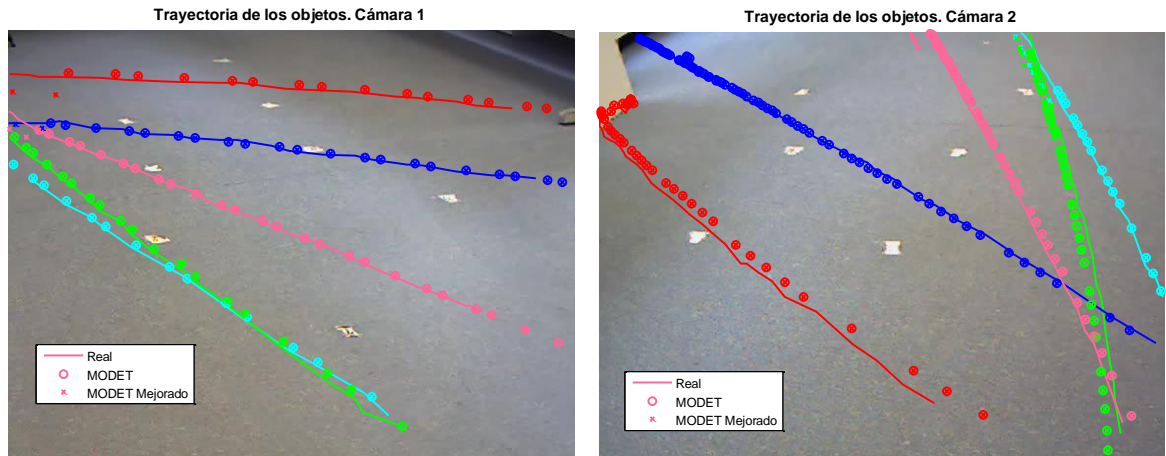 Trayectoria de los objetos. Cámara 1
Real
MODET
MODET Mejorado
Trayectoria de los objetos. Cámara 2
Real
MODET
MODET Mejorado